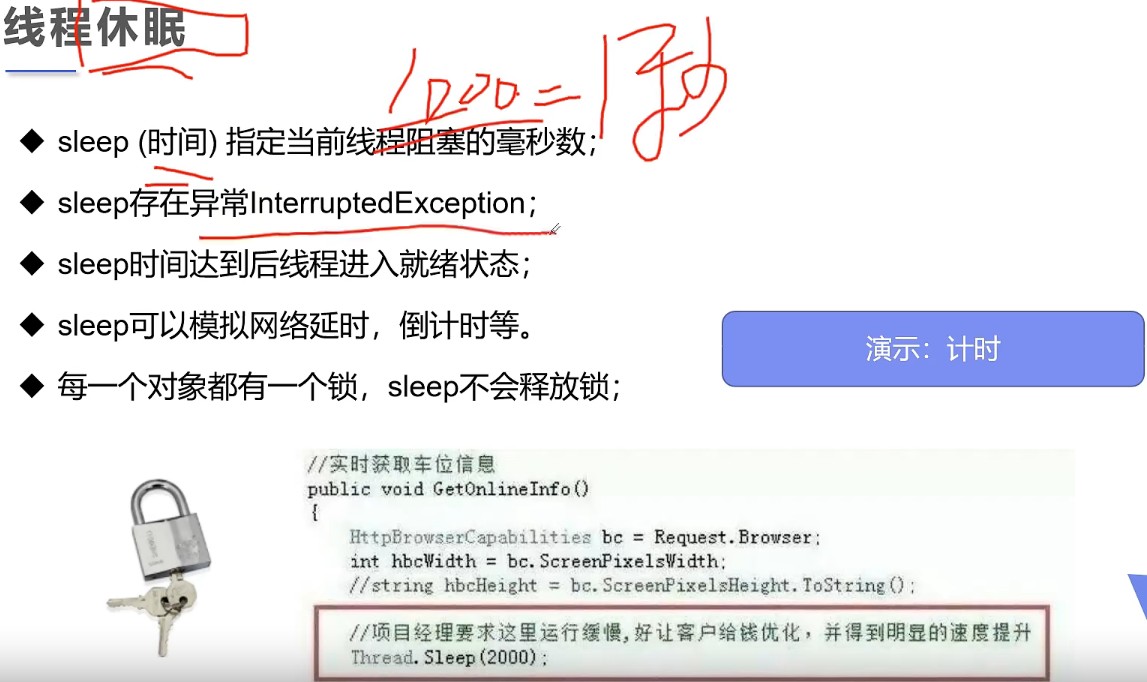 线程休眠
1000=1秒
sleep (时间) 指定当前线程阻塞的毫秒数；
sleep存在异常InterruptedException；
sleep时间达到后线程进入就绪状态；
sleep可以模拟网络延时，倒计时等。
每一个对象都有一个锁，sleep不会释放锁；
演示：计时
//实时获取车位信息
public void GetOnlineInfo()
{
HttpBrowserCapabilities bc = Request.Browser;
int hbcWidth = bc.ScreenPixelsWidth;
//string hbcHeight = bc.ScreenPixelsHeight.ToString();
//项目经理要求这里运行缓慢,好让客户给钱优化，并得到明显的速度提升
Thread.Sleep(2000);